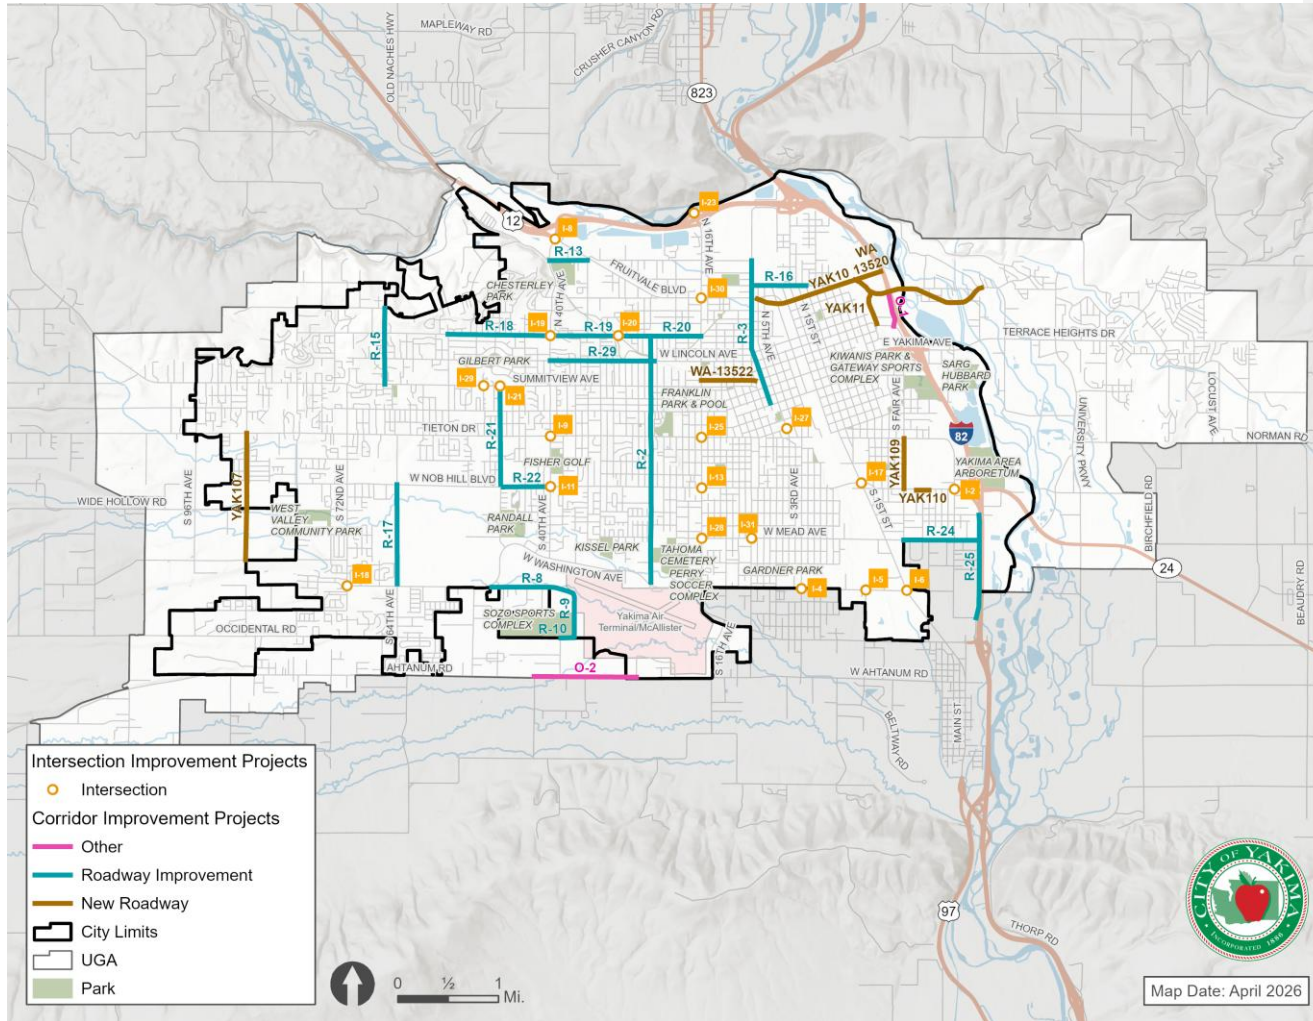 MAPLEWAY RD
OLD NACHES HWY
CRUSHER CANYON RD
823
12
I-23
I-8
N 16TH AVE
R-13
FRUITVALE BLVD
N 40TH AVE
CHESTERLEY
PARK
I-30
R-16
YAK10
WA
13520
YAK11
O-1
R-15
R-18
I-19
R-19
I-20
R-20
R-3
N 5TH AVE
N 1ST ST
TERRACE HEIGHTS DR
E YAKIMA AVE
GILBERT PARK
R-29
W LINCOLN AVE
KIWANIS PARK &
GATEWAY SPORTS
COMPLEX
SARG
HUBBARD
PARK
WA-13522
I-29
SUMMITVIEW AVE
I-21
FRANKLIN
PARK & POOL
S FAIR AVE
LOCUST AVE
UNIVERSITY PKWY
TIETON DR
R-21
I-9
R-2
I-25
I-27
82
NORMAN RD
FISHER GOLF
YAK109
YAKIMA AREA
ARBORETUM
W NOB HILL BLVD
R-22
I-11
I-13
I-17
YAK110
I-2
WIDE HOLLOW RD
S 96TH AVE
YAK107
S 72ND AVE
WEST
VALLEY
COMMUNITY PARK
R-17
RANDALL
PARK
S 40TH AVE
S 3RD AVE
S 1ST ST
BIRCHFIELD RD
KISSEL PARK
I-28
I-31
W MEAD AVE
R-24
R-25
W WASHINGTON AVE
TAHOMA
CEMETERY
PERRY
SOCCER
COMPLEX
GARDNER PARK
24
I-18
R-8
I-4
I-5
I-6
BEAUDRY RD
S 64TH AVE
SOZO SPORTS
COMPLEX
R-9
R-10
Yakima Air
Terminal/McAllister
OCCIDENTAL RD
S 16TH AVE
AHTANUM RD
O-2
W AHTANUM RD
MAIN ST
BELTWAY RD
97
THORP RD
Intersection Improvement Projects
Intersection
Corridor Improvement Projects
Other
Roadway Improvement
New Roadway
City Limits
UGA
Park
0 ½ 1
Mi.
CITY OF YAKIMA
INCORPORATED 1886
Map Date: April 2026